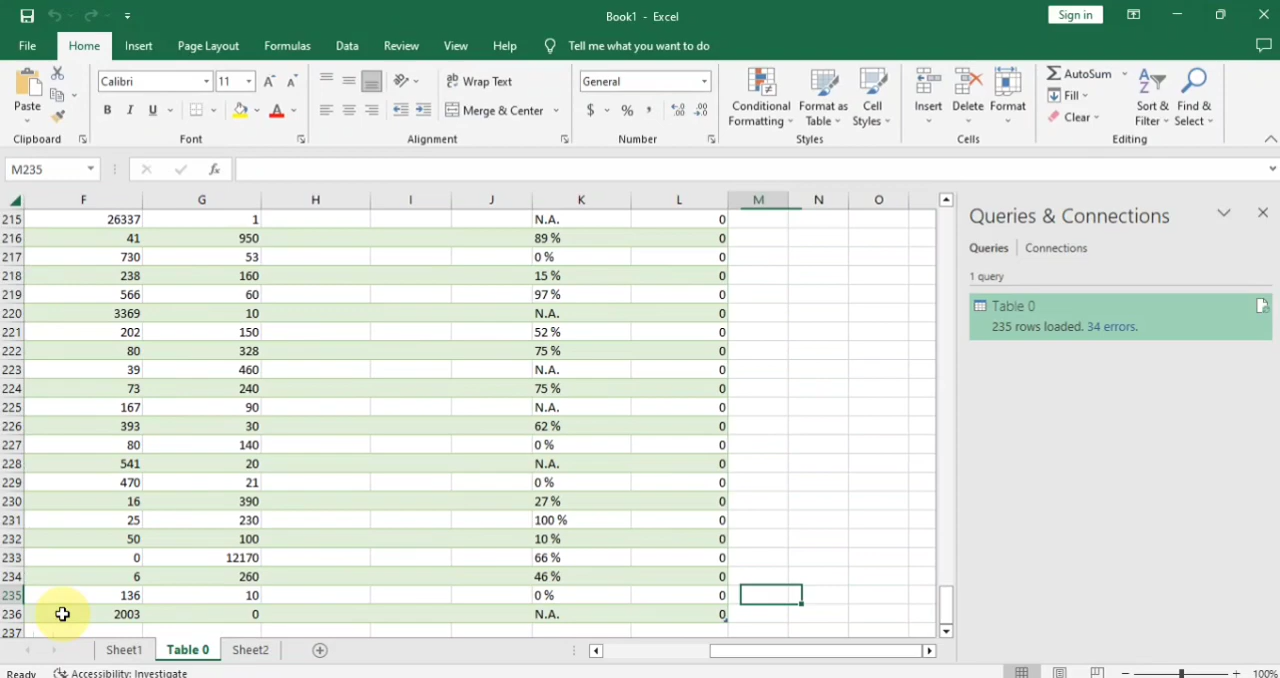 Book1 - Excel
Sign in
File Home Insert Page Layout Formulas Data Review View Help Tell me what you want to do
Paste
Clipboard
Calibri 11
B I U
Font
Wrap Text
Merge & Center
Alignment
General
$ % ,
Number
Conditional Formatting
Format as Table
Cell Styles
Styles
Insert Delete Format
Cells
AutoSum
Fill
Clear
Sort & Filter
Find & Select
Editing
M235 fx
F G H I J K L M N O
215 26337 1 N.A. 0
216 41 950 89 % 0
217 730 53 0 % 0
218 238 160 15 % 0
219 566 60 97 % 0
220 3369 10 N.A. 0
221 202 150 52 % 0
222 80 328 75 % 0
223 39 460 N.A. 0
224 73 240 75 % 0
225 167 90 N.A. 0
226 393 30 62 % 0
227 80 140 0 % 0
228 541 20 N.A. 0
229 470 21 0 % 0
230 16 390 27 % 0
231 25 230 100 % 0
232 50 100 10 % 0
233 0 12170 66 % 0
234 6 260 46 % 0
235 136 10 0 % 0
236 2003 0 N.A. 0
237
Queries & Connections
Queries Connections
1 query
Table 0
235 rows loaded. 34 errors.
Sheet1 Table 0 Sheet2
Ready Accessibility: Investigate 100%